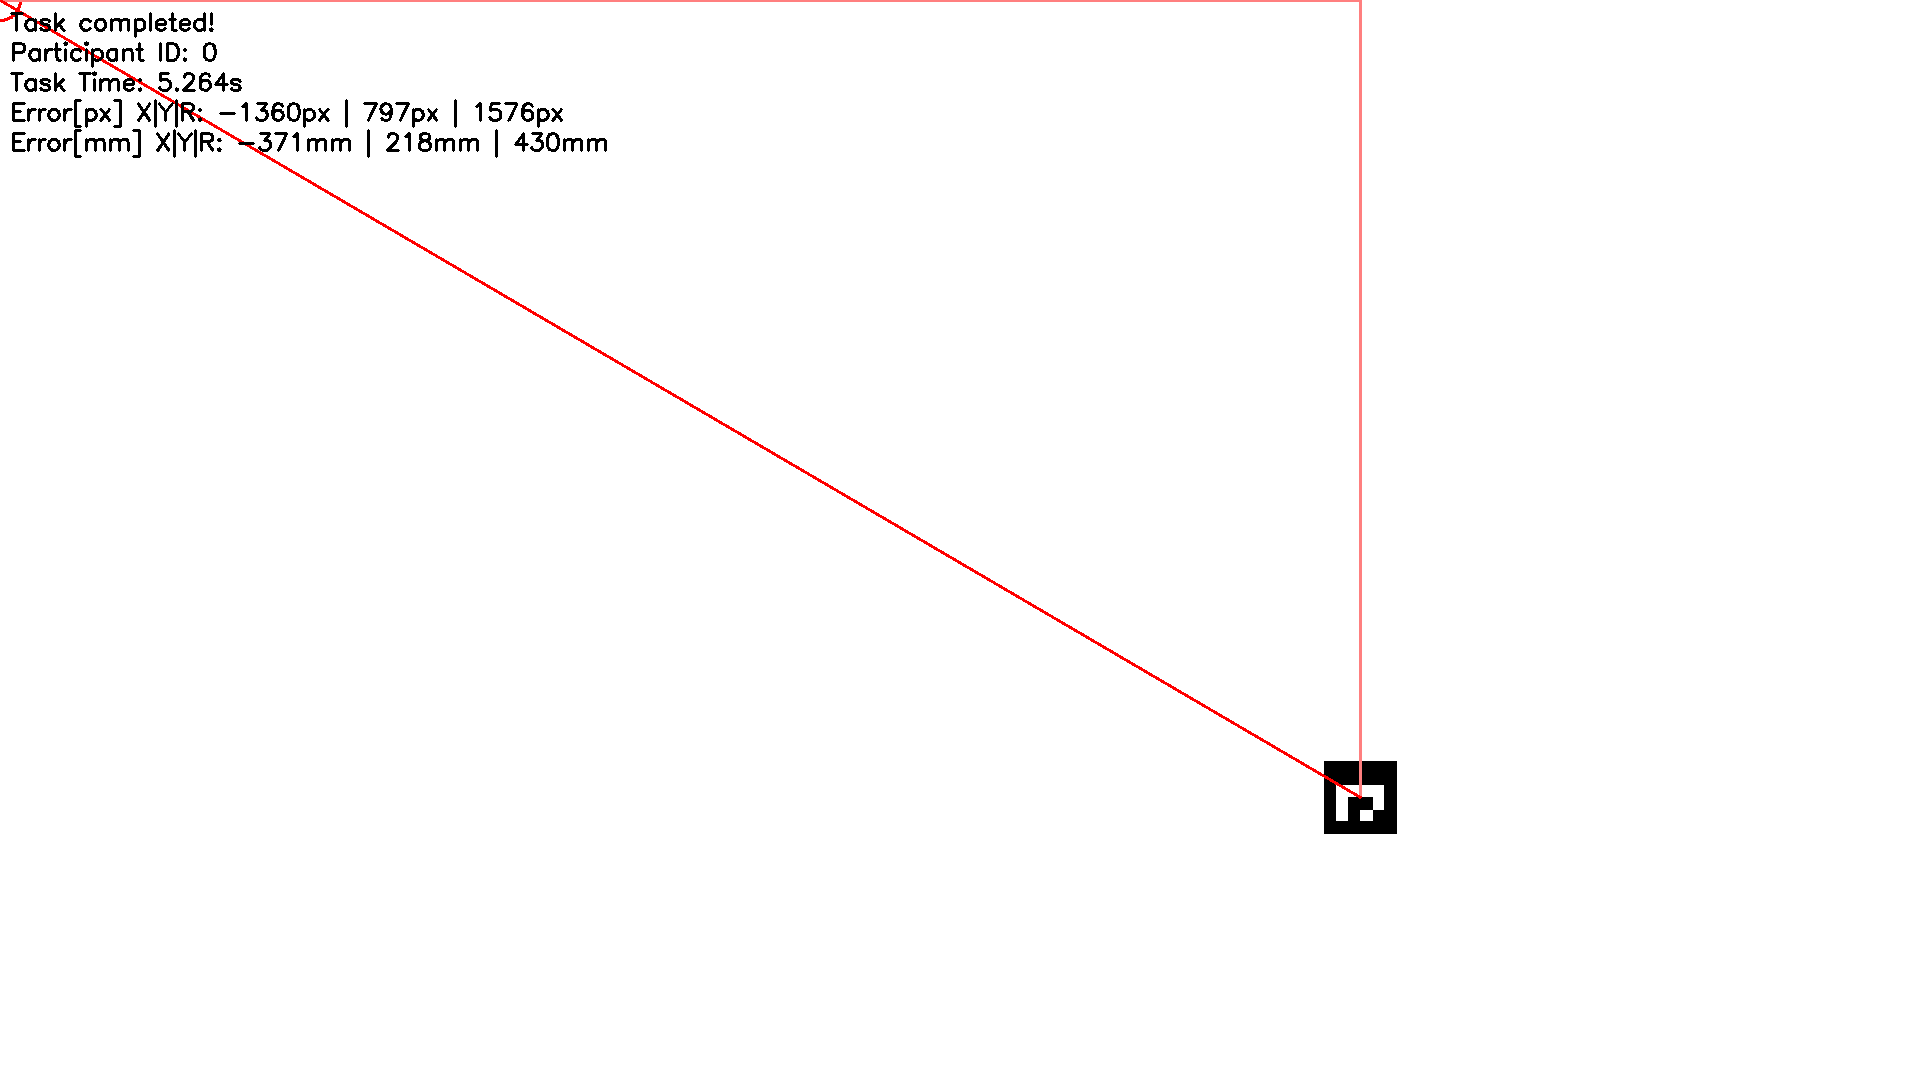 Task completed!
Participant ID: 0
Task Time: 5.264s
Error[px] X|Y|R: -1360px | 797px | 1576px
Error[mm] X|Y|R: -371mm | 218mm | 430mm